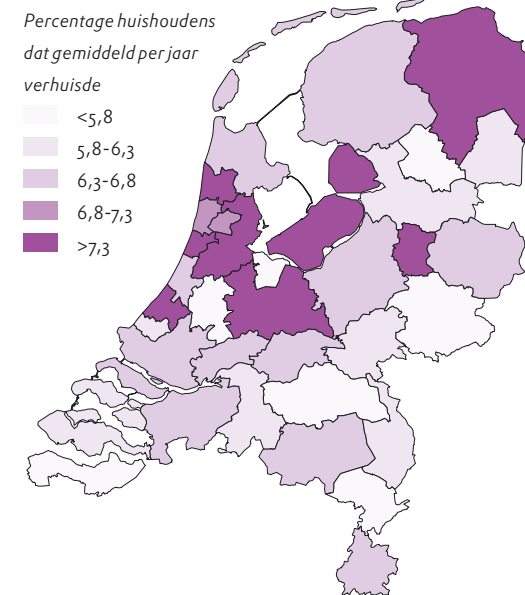 Percentage huishoudens
dat gemiddeld per jaar
verhuisde
<5,8
5,8-6,3
6,3-6,8
6,8-7,3
>7,3